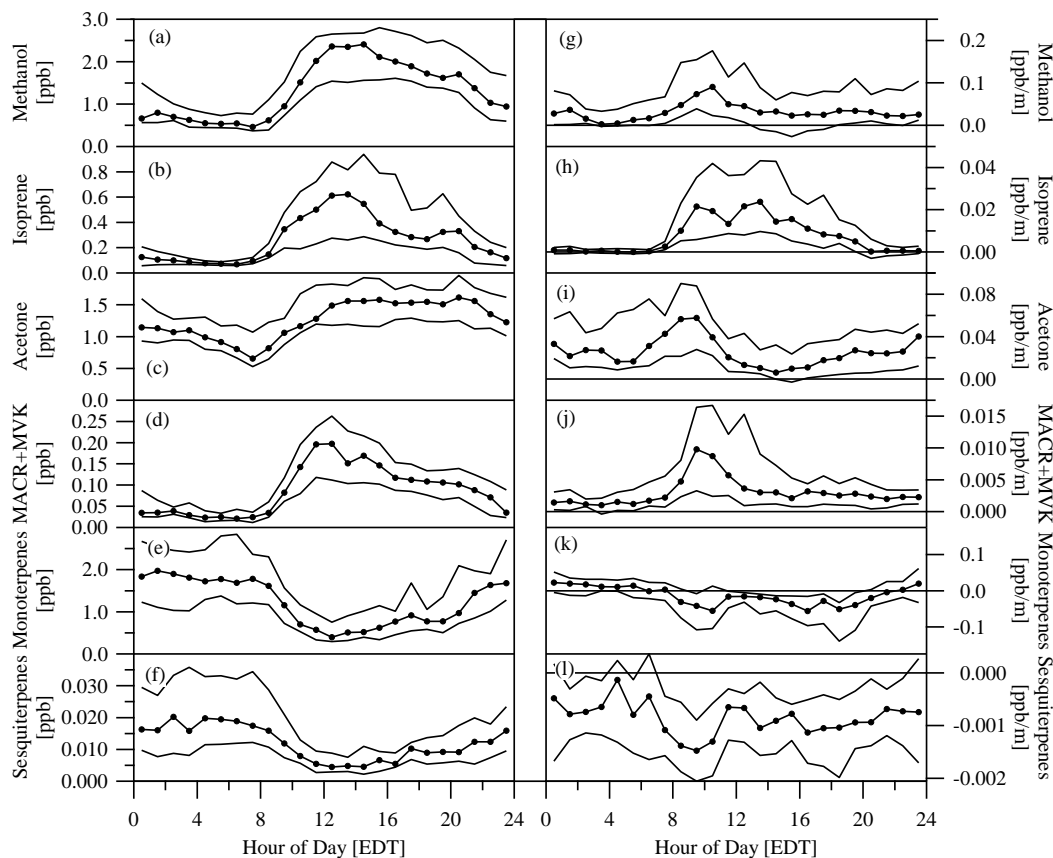 (a)
3.0
2.0
1.0
0.0
Methanol
[ppb]
(g)
0.2
0.1
0.0
Methanol
[ppb/m]
(b)
0.8
0.6
0.4
0.2
Isoprene
[ppb]
(h)
0.04
0.02
0.00
Isoprene
[ppb/m]
(c)
1.5
1.0
0.5
0.0
Acetone
[ppb]
(i)
0.08
0.04
0.00
Acetone
[ppb/m]
(d)
0.25
0.20
0.15
0.10
0.05
0.00
MACR+MVK
[ppb]
(j)
0.015
0.010
0.005
0.000
MACR+MVK
[ppb/m]
(e)
2.0
1.0
0.0
Monoterpenes
[ppb]
(k)
0.1
0.0
-0.1
Monoterpenes
[ppb/m]
(f)
0.030
0.020
0.010
0.000
Sesquiterpenes
[ppb]
(l)
0.000
-0.001
-0.002
Sesquiterpenes
[ppb/m]
0 4 8 12 16 20 24
0 4 8 12 16 20 24
Hour of Day [EDT]
Hour of Day [EDT]